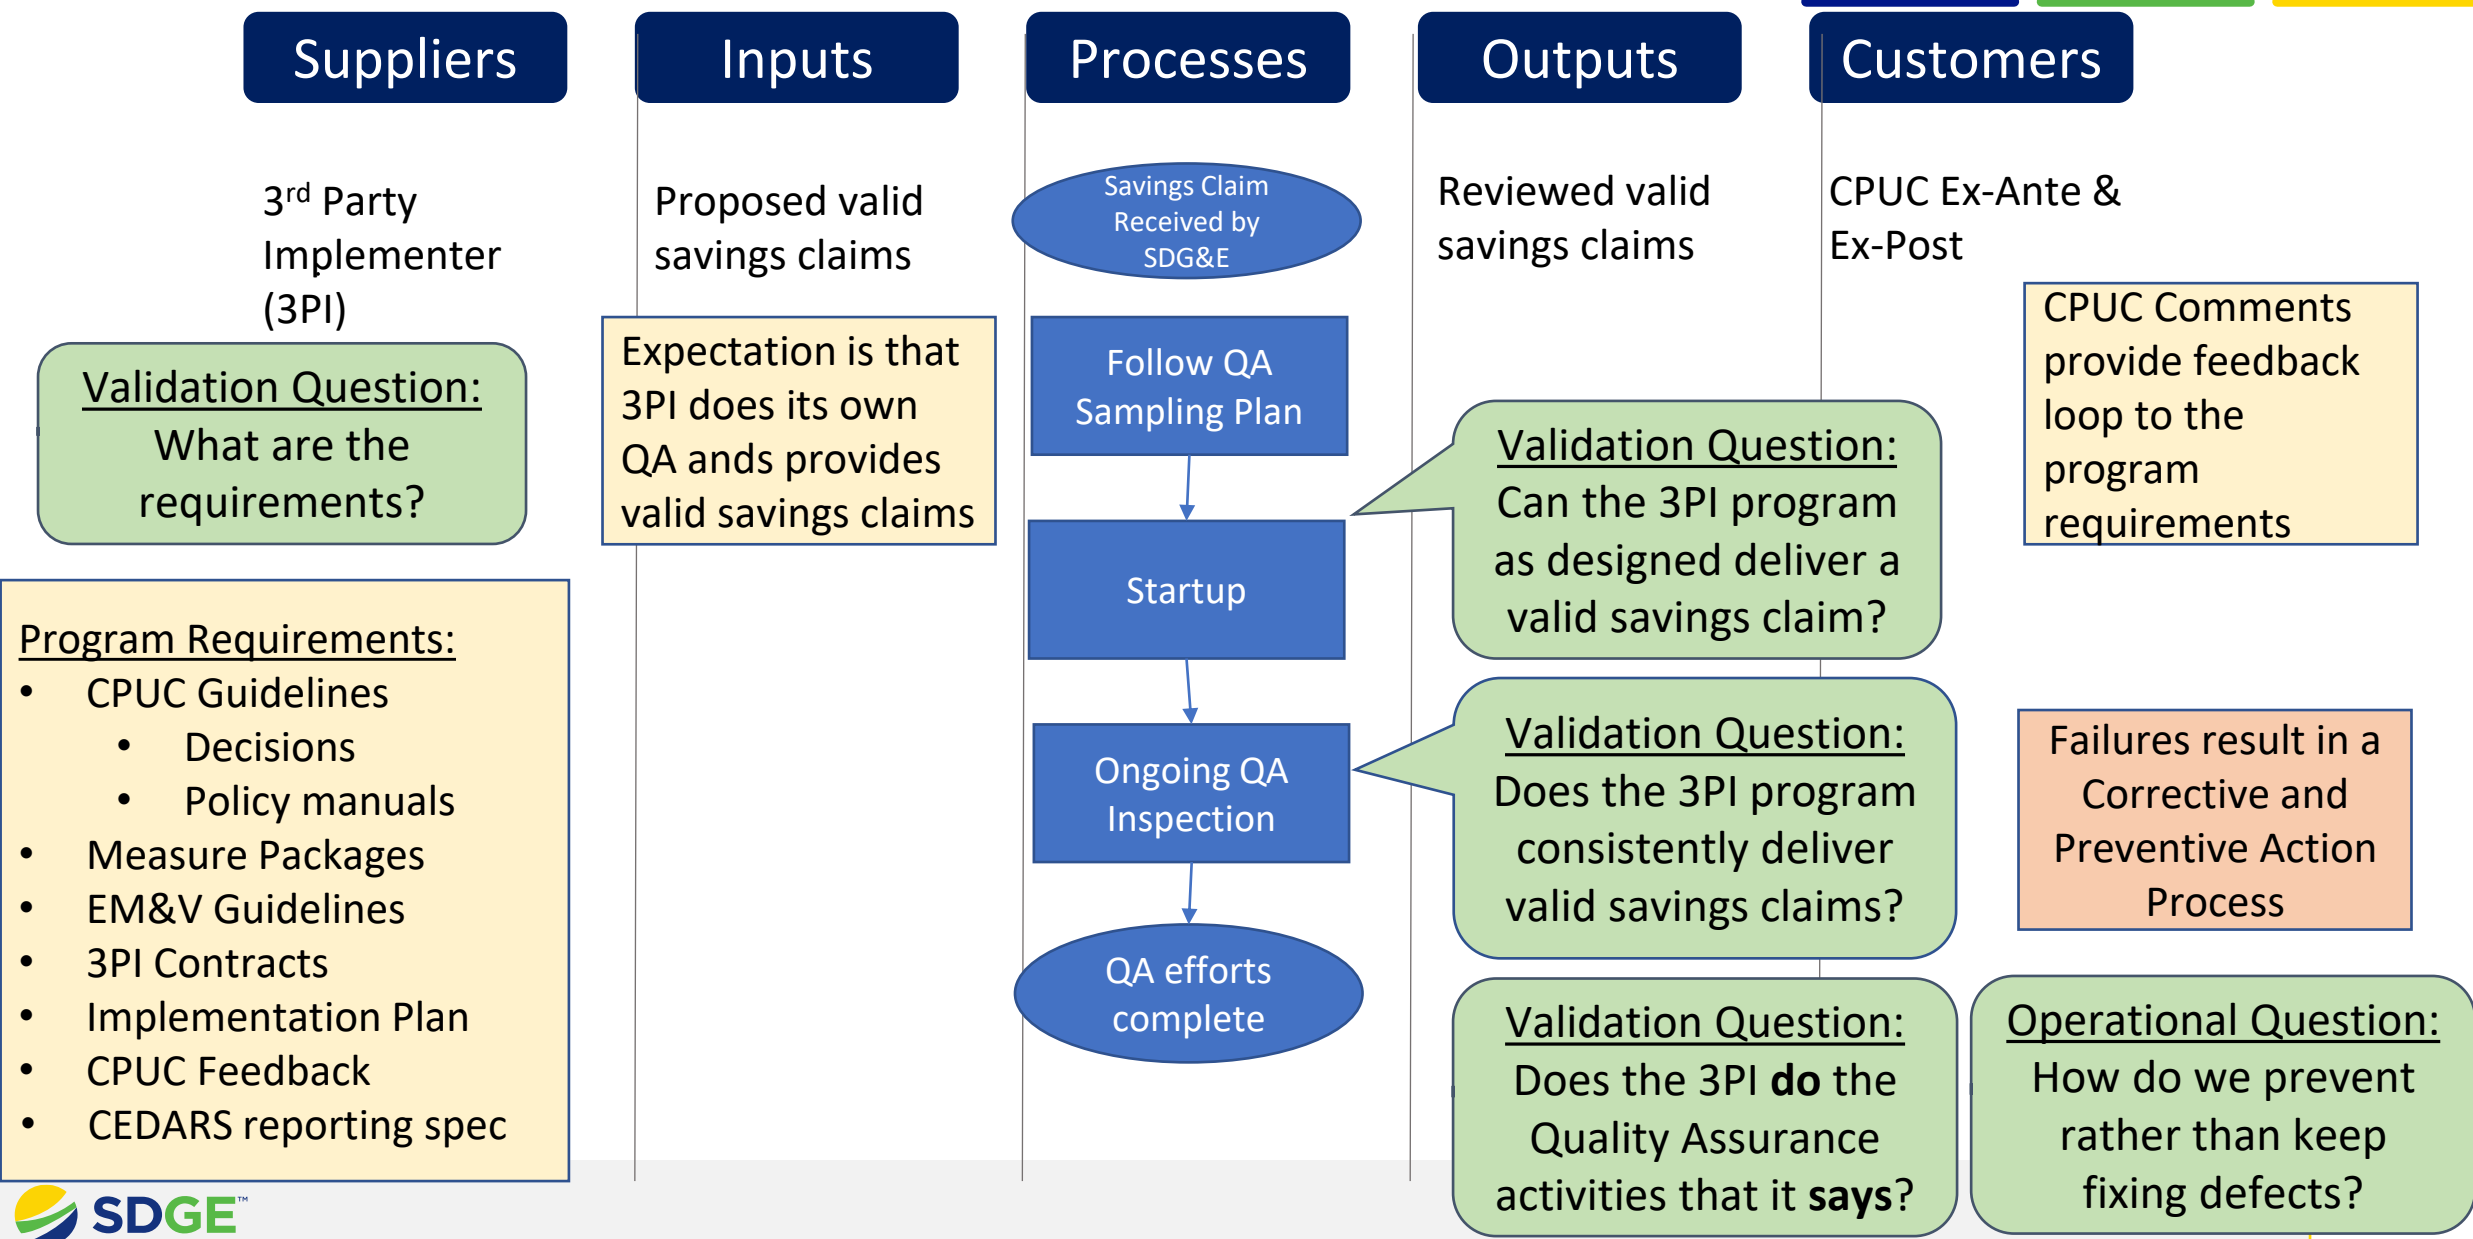 Suppliers
Inputs
Processes
Outputs
Customers
3rd Party
Implementer
(3PI)
Validation Question:
What are the
requirements?
Program Requirements:
• CPUC Guidelines
• Decisions
• Policy manuals
• Measure Packages
• EM&V Guidelines
• 3PI Contracts
• Implementation Plan
• CPUC Feedback
• CEDARS reporting spec
Proposed valid
savings claims
Expectation is that
3PI does its own
QA ands provides
valid savings claims
Savings Claim
Received by
SDG&E
Follow QA
Sampling Plan
Startup
Ongoing QA
Inspection
QA efforts
complete
Reviewed valid
savings claims
Validation Question:
Can the 3PI program
as designed deliver a
valid savings claim?
Validation Question:
Does the 3PI program
consistently deliver
valid savings claims?
Validation Question:
Does the 3PI do the
Quality Assurance
activities that it says?
CPUC Ex-Ante &
Ex-Post
CPUC Comments
provide feedback
loop to the
program
requirements
Failures result in a
Corrective and
Preventive Action
Process
Operational Question:
How do we prevent
rather than keep
fixing defects?
SDGE™